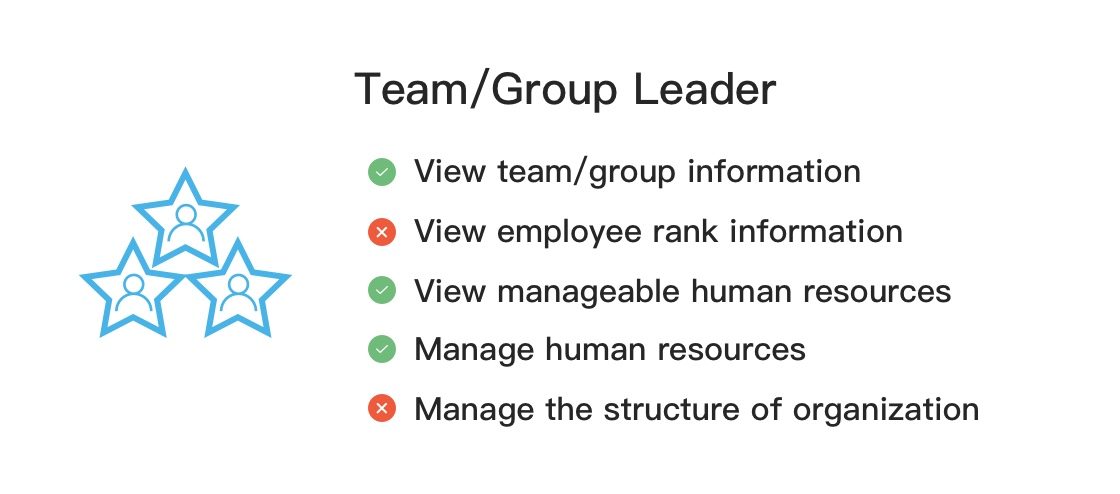 Team/Group Leader
View team/group information
View employee rank information
View manageable human resources
Manage human resources
Manage the structure of organization